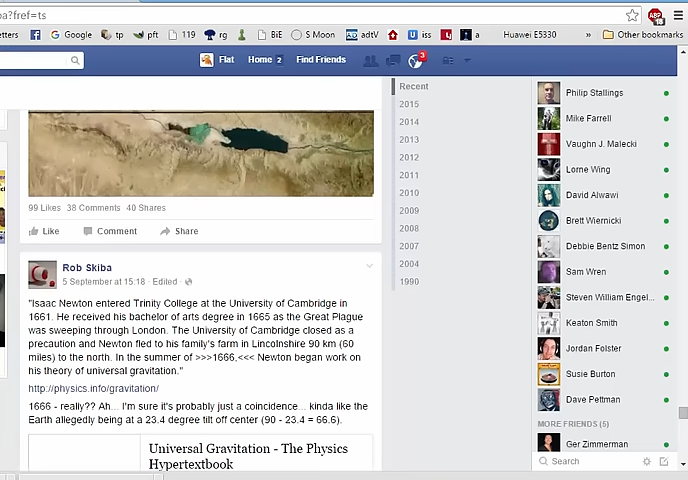 oa?fref=ts
ABP
18
etters
Google
tp
pft
119
rg
BiE
S Moon
adtV
iss
a
Huawei E5330
»
Other bookmarks
Flat
Home 2
Find Friends
3
Recent
2015
2014
2013
2012
2011
2010
2009
2008
2007
2004
1990
99 Likes 38 Comments 40 Shares
Like
Comment
Share
Rob Skiba
5 September at 15:18 · Edited ·
"Isaac Newton entered Trinity College at the University of Cambridge in
1661. He received his bachelor of arts degree in 1665 as the Great Plague
was sweeping through London. The University of Cambridge closed as a
precaution and Newton fled to his family's farm in Lincolnshire 90 km (60
miles) to the north. In the summer of >>>1666,<<< Newton began work on
his theory of universal gravitation."
http://physics.info/gravitation/
1666 - really?? Ah... I'm sure it's probably just a coincidence... kinda like the
Earth allegedly being at a 23.4 degree tilt off center (90 - 23.4 = 66.6).
Universal Gravitation - The Physics
Hypertextbook
Philip Stallings
Mike Farrell
Vaughn J. Malecki
Lorne Wing
David Alwawi
Brett Wiernicki
Debbie Bentz Simon
Sam Wren
Steven William Engel...
Keaton Smith
Jordan Folster
Susie Burton
Dave Pettman
MORE FRIENDS (5)
Ger Zimmerman
Search